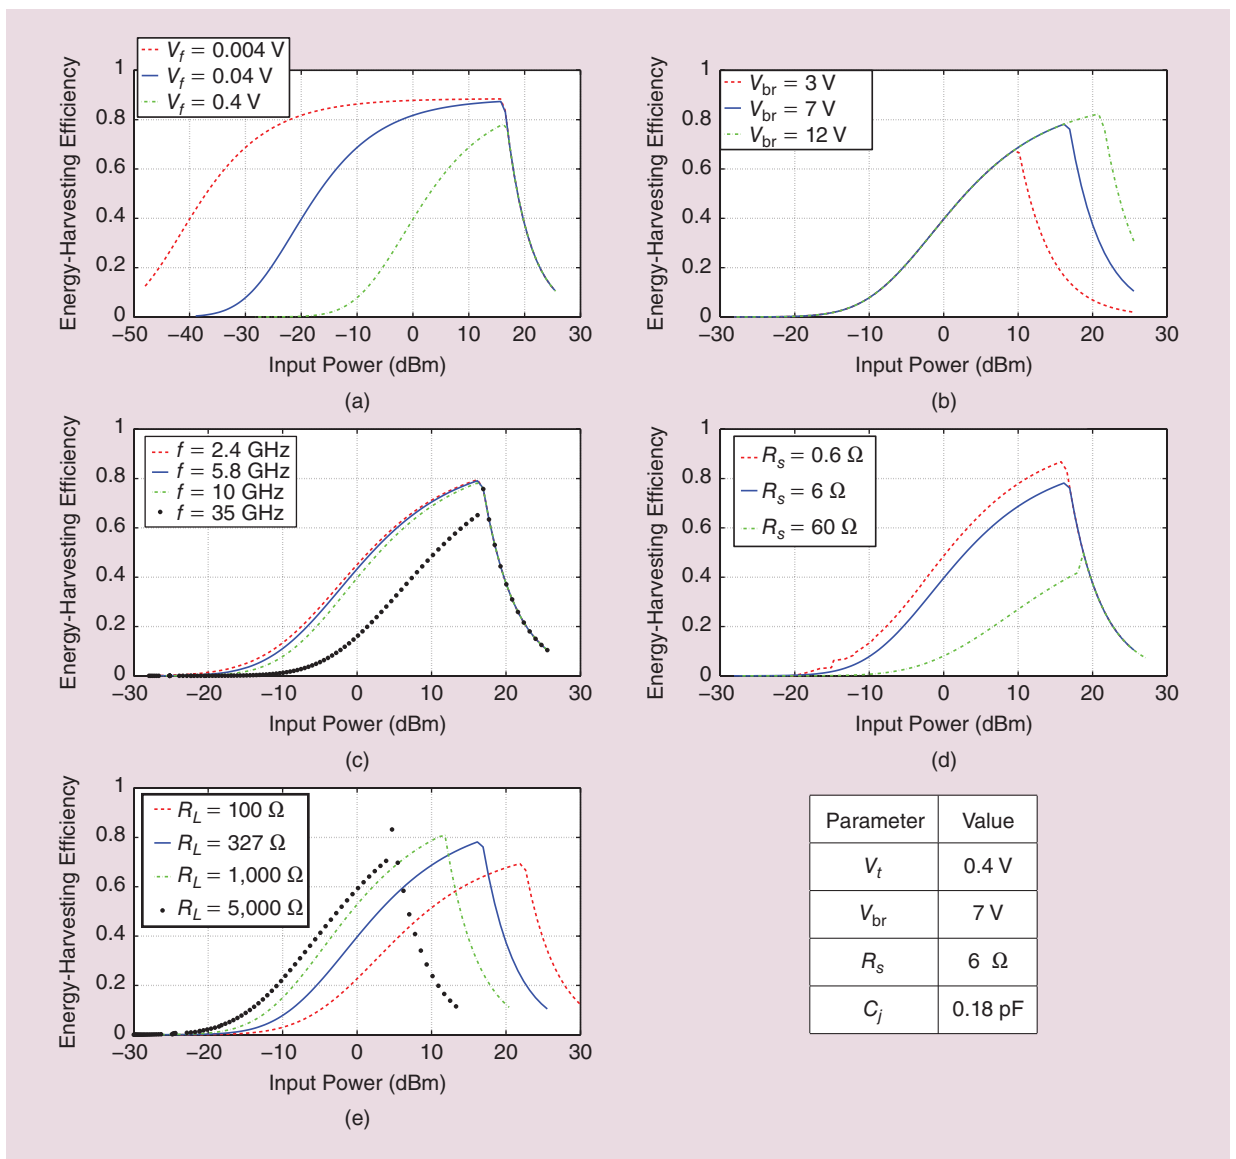 V_f = 0.004 V
V_f = 0.04 V
V_f = 0.4 V
Energy-Harvesting Efficiency
1
0.8
0.6
0.4
0.2
0
−50 −40 −30 −20 −10 0 10 20 30
Input Power (dBm)
(a)
V_br = 3 V
V_br = 7 V
V_br = 12 V
Energy-Harvesting Efficiency
1
0.8
0.6
0.4
0.2
0
−30 −20 −10 0 10 20 30
Input Power (dBm)
(b)
f = 2.4 GHz
f = 5.8 GHz
f = 10 GHz
f = 35 GHz
Energy-Harvesting Efficiency
1
0.8
0.6
0.4
0.2
0
−30 −20 −10 0 10 20 30
Input Power (dBm)
(c)
R_s = 0.6 Ω
R_s = 6 Ω
R_s = 60 Ω
Energy-Harvesting Efficiency
1
0.8
0.6
0.4
0.2
0
−30 −20 −10 0 10 20 30
Input Power (dBm)
(d)
R_L = 100 Ω
R_L = 327 Ω
R_L = 1,000 Ω
R_L = 5,000 Ω
Energy-Harvesting Efficiency
1
0.8
0.6
0.4
0.2
0
−30 −20 −10 0 10 20 30
Input Power (dBm)
(e)
Parameter Value
V_t 0.4 V
V_br 7 V
R_s 6 Ω
C_j 0.18 pF